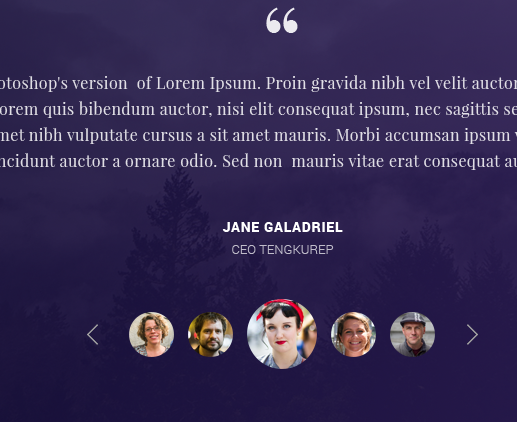 “
otoshop's version of Lorem Ipsum. Proin gravida nibh vel velit auctor
orem quis bibendum auctor, nisi elit consequat ipsum, nec sagittis se
met nibh vulputate cursus a sit amet mauris. Morbi accumsan ipsum v
ncidunt auctor a ornare odio. Sed non mauris vitae erat consequat au
JANE GALADRIEL
CEO TENGKUREP